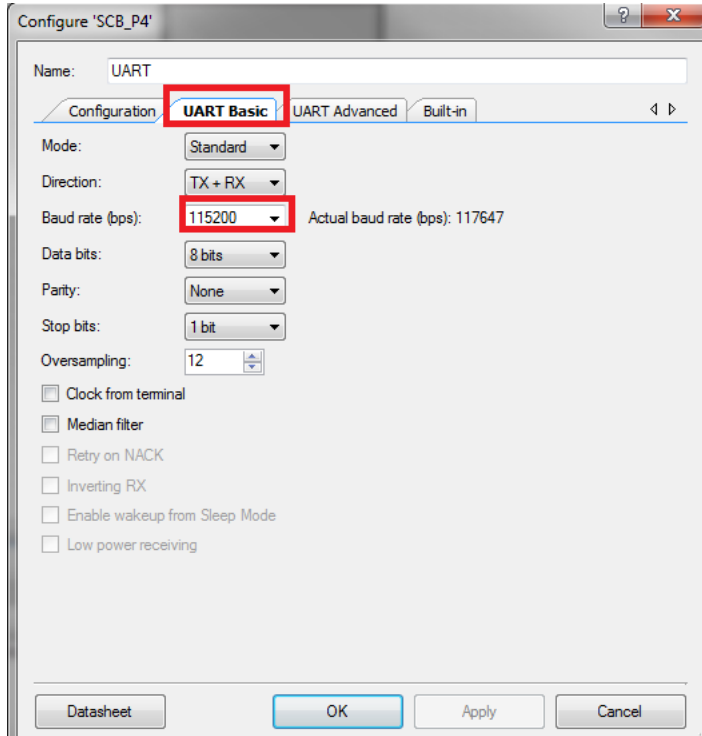 Configure 'SCB_P4'
Name: UART
Configuration UART Basic UART Advanced Built-in
Mode: Standard
Direction: TX + RX
Baud rate (bps): 115200 Actual baud rate (bps): 117647
Data bits: 8 bits
Parity: None
Stop bits: 1 bit
Oversampling: 12
Clock from terminal
Median filter
Retry on NACK
Inverting RX
Enable wakeup from Sleep Mode
Low power receiving
Datasheet OK Apply Cancel